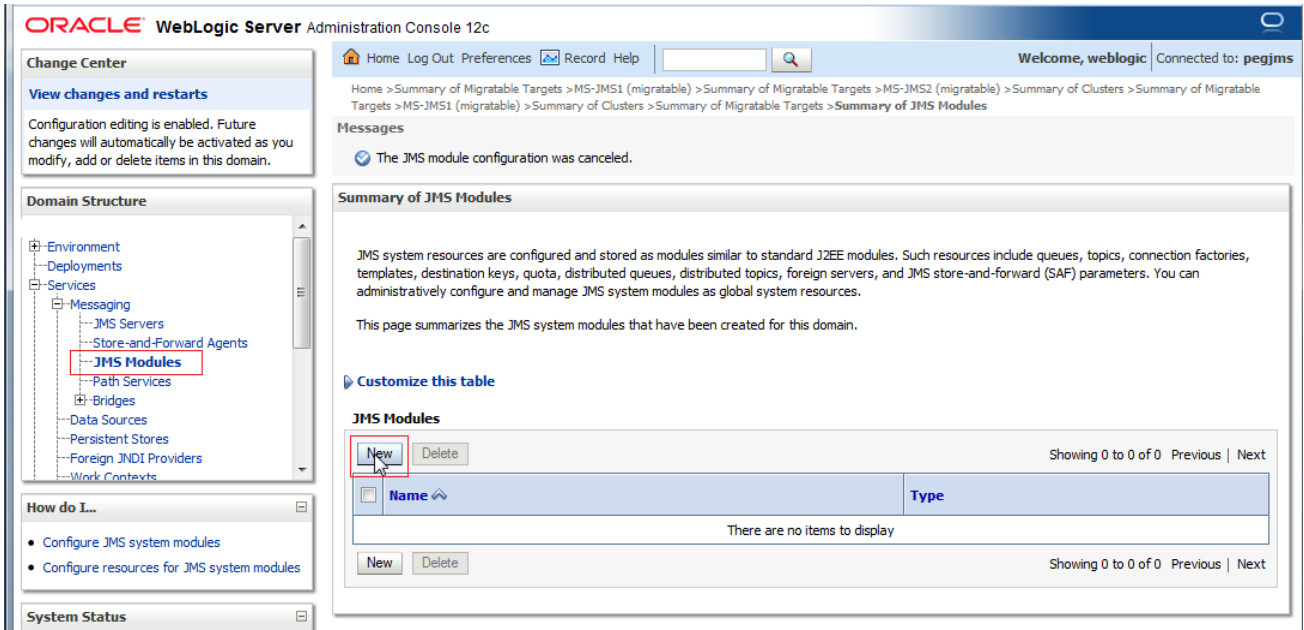 ORACLE WebLogic Server Administration Console 12c
Change Center
View changes and restarts
Configuration editing is enabled. Future
changes will automatically be activated as you
modify, add or delete items in this domain.
Domain Structure
Environment
Deployments
Services
Messaging
JMS Servers
Store-and-Forward Agents
JMS Modules
Path Services
Bridges
Data Sources
Persistent Stores
Foreign JNDI Providers
Work Contexts
How do I...
Configure JMS system modules
Configure resources for JMS system modules
System Status
Home Log Out Preferences Record Help
Welcome, weblogic Connected to: pegjms
Home >Summary of Migratable Targets >MS-JMS1 (migratable) >Summary of Migratable Targets >MS-JMS2 (migratable) >Summary of Clusters >Summary of Migratable
Targets >MS-JMS1 (migratable) >Summary of Clusters >Summary of Migratable Targets >Summary of JMS Modules
Messages
The JMS module configuration was canceled.
Summary of JMS Modules
JMS system resources are configured and stored as modules similar to standard J2EE modules. Such resources include queues, topics, connection factories,
templates, destination keys, quota, distributed queues, distributed topics, foreign servers, and JMS store-and-forward (SAF) parameters. You can
administratively configure and manage JMS system modules as global system resources.
This page summarizes the JMS system modules that have been created for this domain.
Customize this table
JMS Modules
New Delete Showing 0 to 0 of 0 Previous | Next
Name Type
There are no items to display
New Delete Showing 0 to 0 of 0 Previous | Next